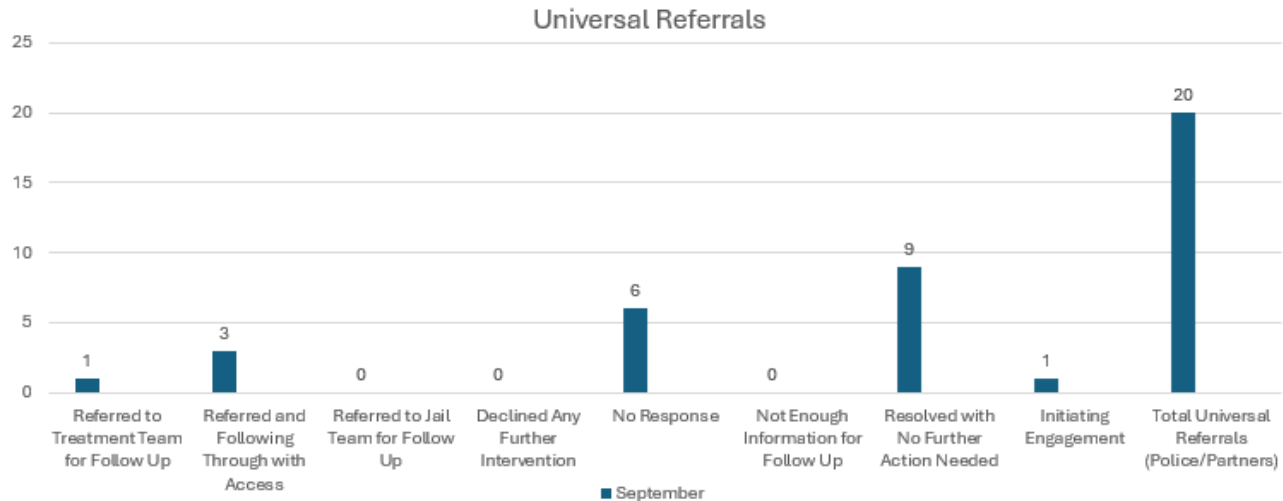 Universal Referrals
25
20
15
10
5
0
1
3
0
0
6
0
9
1
20
Referred to
Treatment Team
for Follow Up
Referred and
Following
Through with
Access
Referred to Jail
Team for Follow
Up
Declined Any
Further
Intervention
No Response
Not Enough
Information for
Follow Up
Resolved with
No Further
Action Needed
Initiating
Engagement
Total Universal
Referrals
(Police/Partners)
September